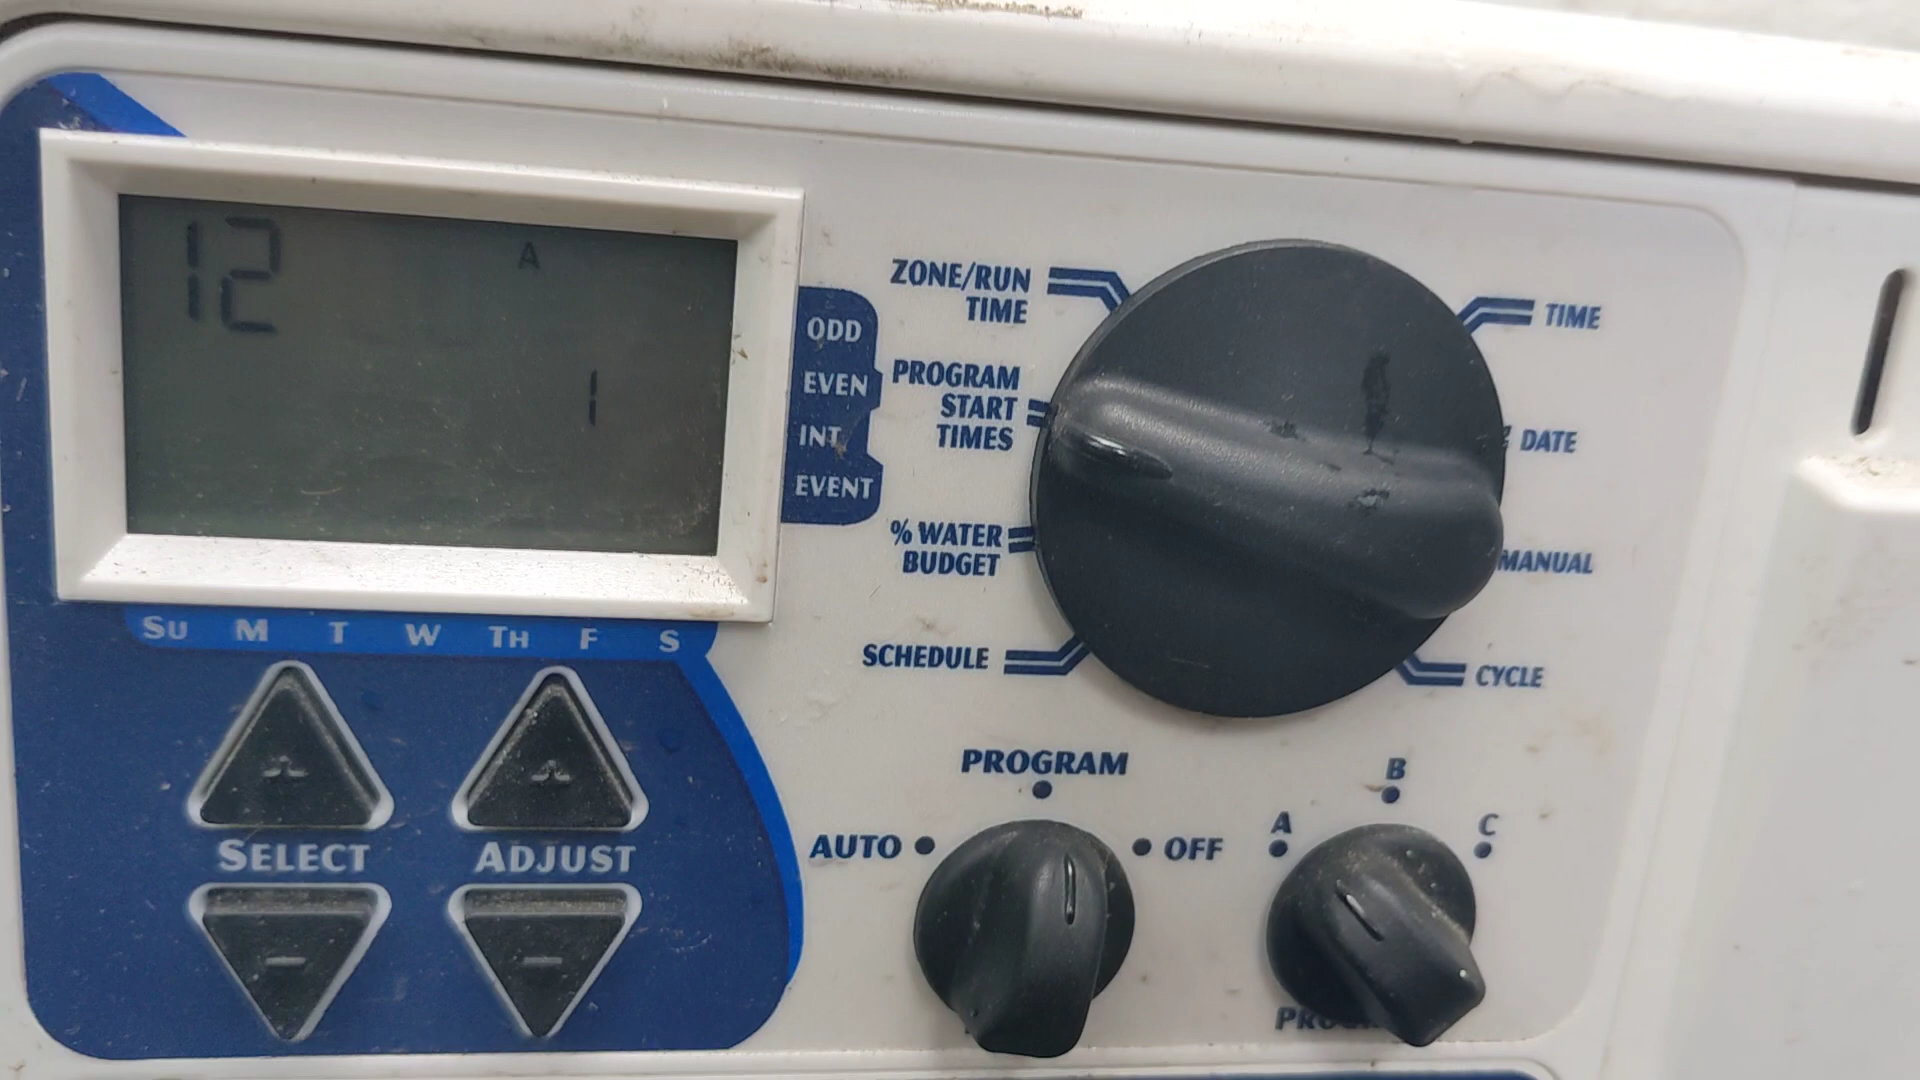 12
A
1
ODD
EVEN
INT
EVENT
SU M T W TH F S
SELECT
ADJUST
ZONE/RUN
TIME
PROGRAM
START
TIMES
% WATER
BUDGET
SCHEDULE
TIME
DATE
MANUAL
CYCLE
PROGRAM
AUTO
OFF
A
B
C